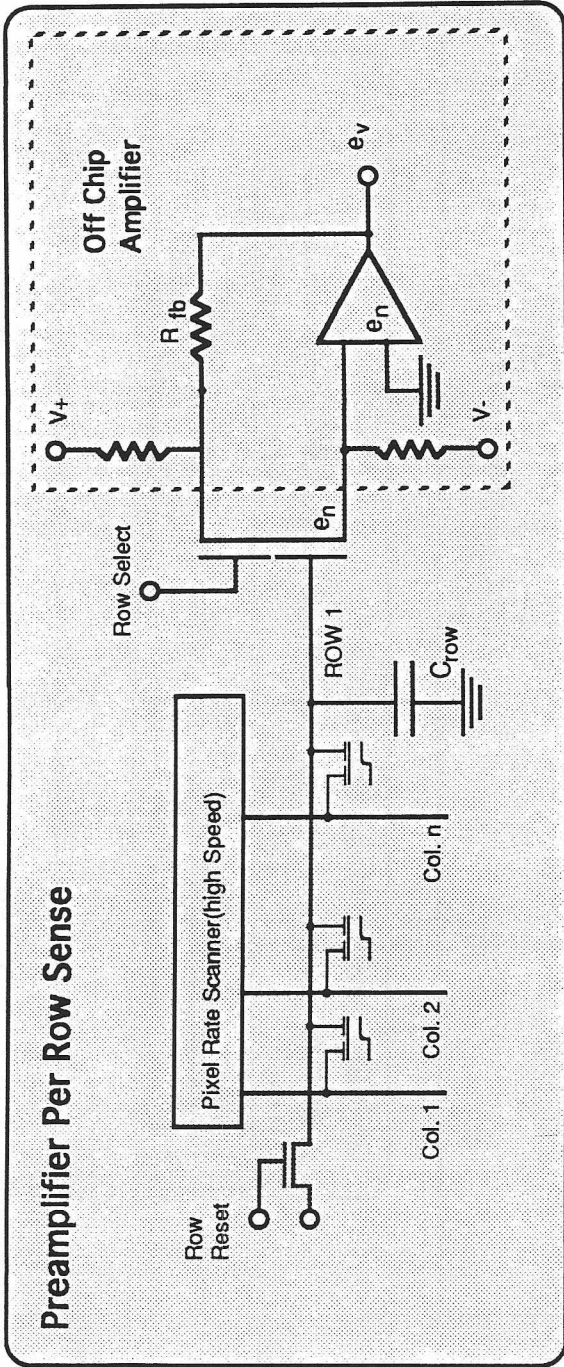 Preamplifier Per Row Sense
Off Chip
Amplifier
V+
R fb
Row Select
Pixel Rate Scanner(high Speed)
Row
Reset
ROW 1
en
en
ev
Crow
V-
Col. 1
Col. 2
Col. n